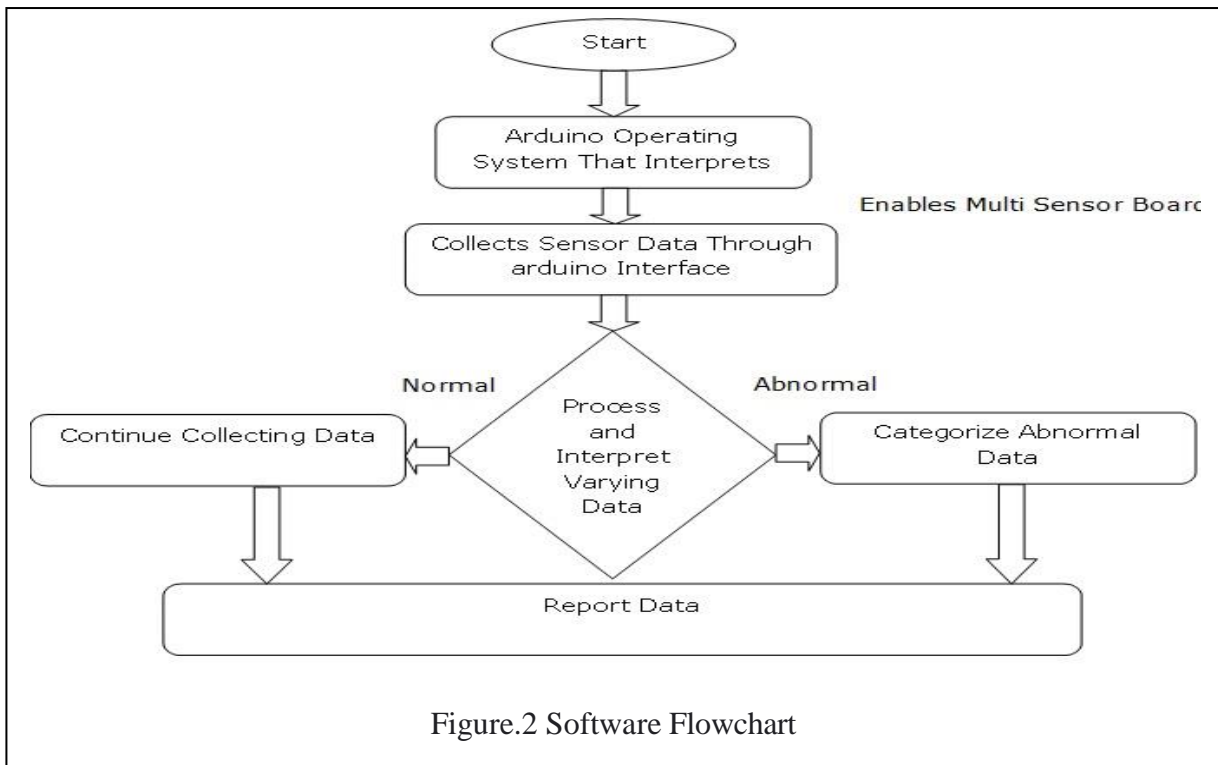 Start
Arduino Operating
System That Interprets
Enables Multi Sensor Board
Collects Sensor Data Through
arduino Interface
Normal
Abnormal
Process
and
Interpret
Varying
Data
Continue Collecting Data
Categorize Abnormal
Data
Report Data
Figure.2 Software Flowchart